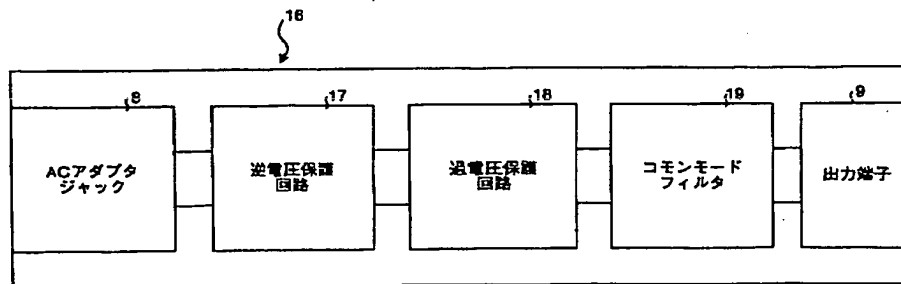 16
8
17
18
19
9
ACアダプタ
ジャック
逆電圧保護
回路
過電圧保護
回路
コモンモード
フィルタ
出力端子